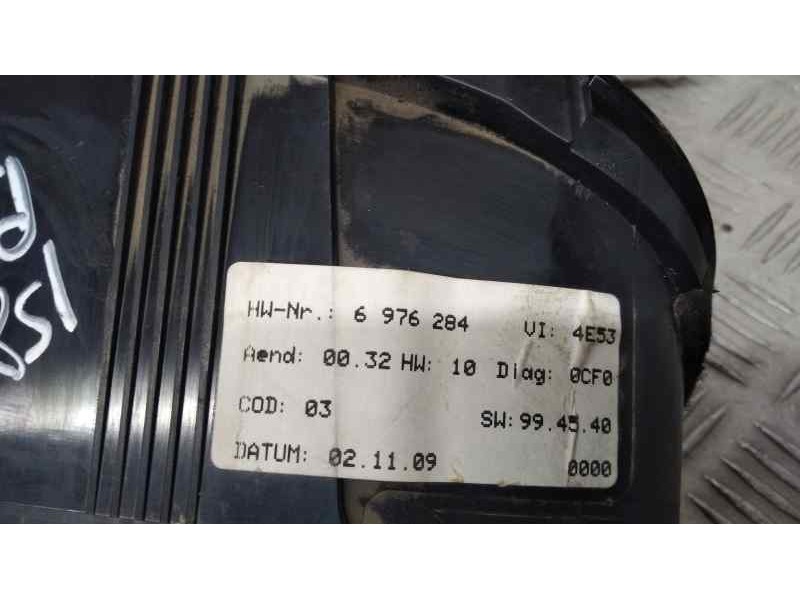 HW-Nr.: 6 976 284 VI: 4E53
Aend: 00.32 HW: 10 Diag: 0CF0
COD: 03 SW: 99.45.40
DATUM: 02.11.09 0000